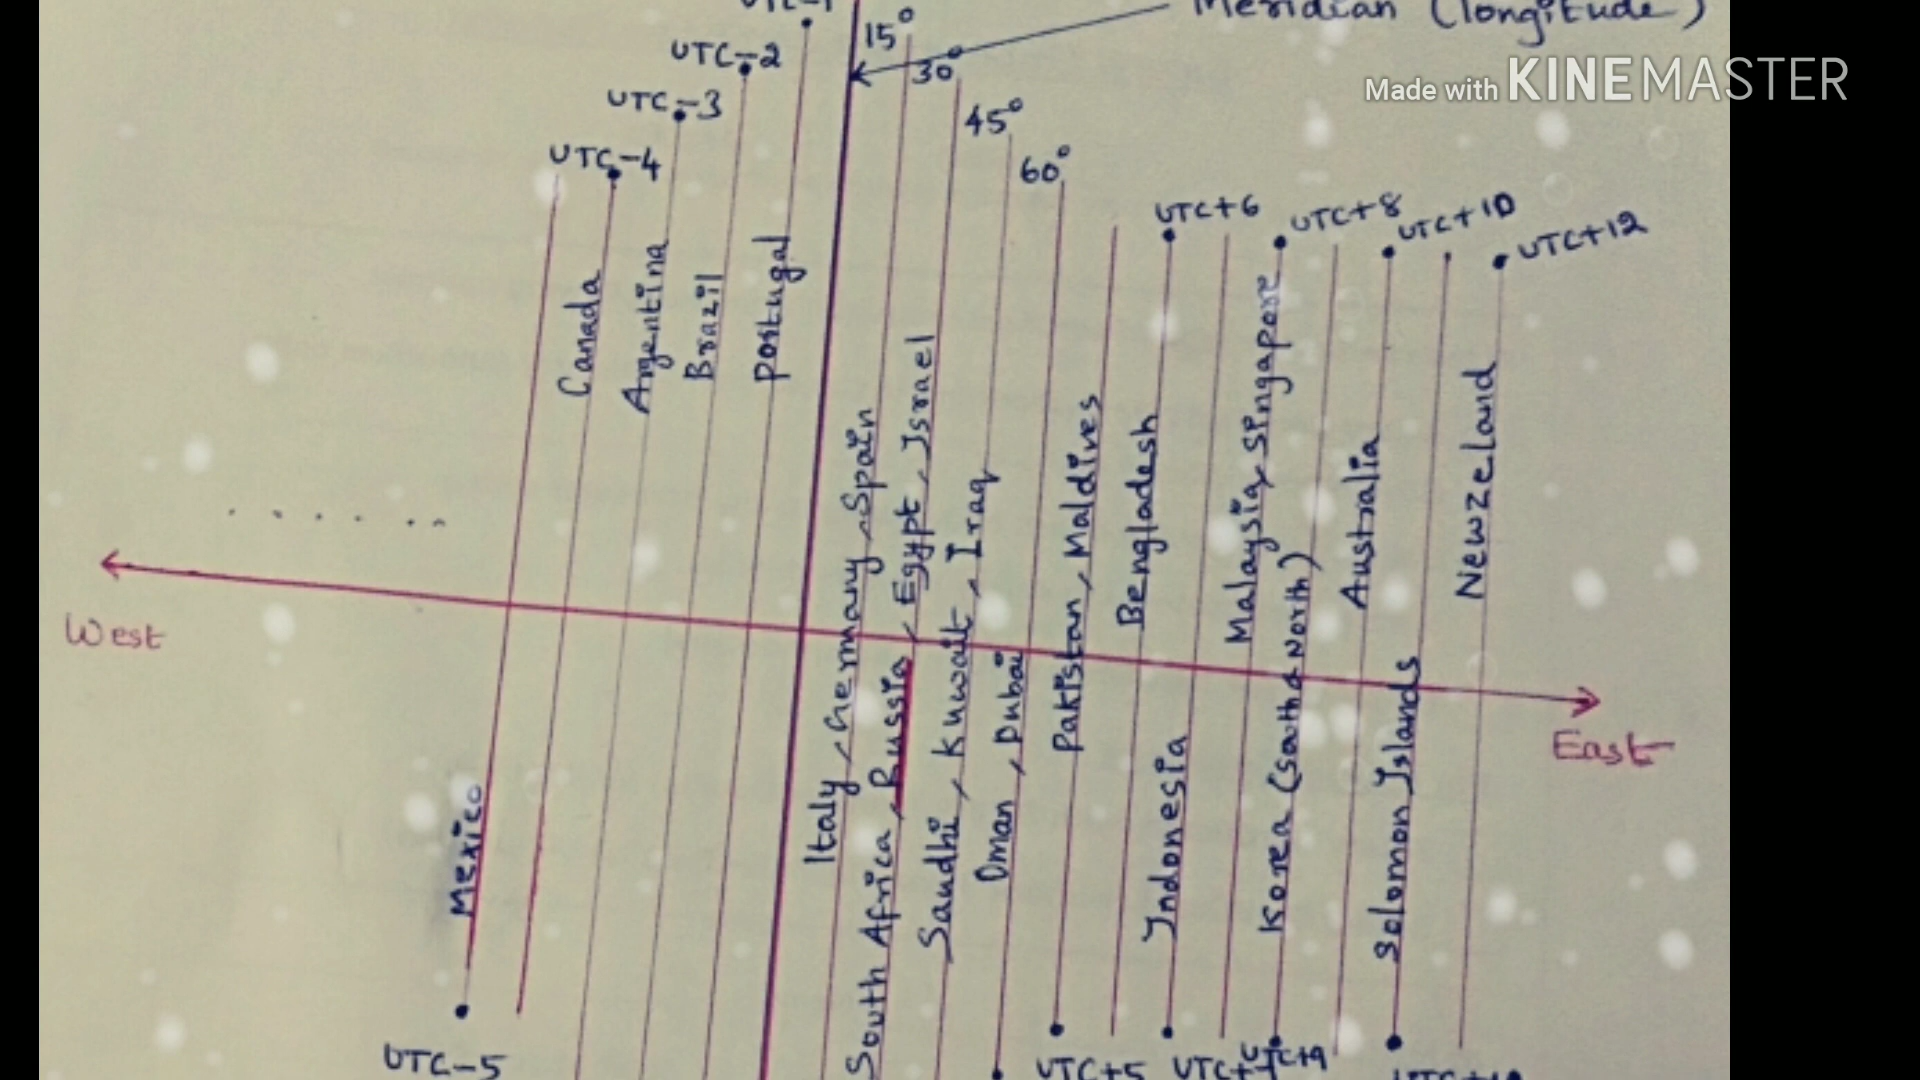 Meridian (longitude)
Made with KINEMASTER
15°
UTC-2
30°
UTC-3
45°
UTC-4
60°
UTC+6
UTC+8
UTC+10
UTC+12
Canada
Argentina
Brazil
Portugal
Italy, Germany, Spain
South Africa, Russia, Egypt, Israel
Saudhi, Kuwait, Iraq
Oman, Dubai
Pakistan, Maldives
Bengladesh
Indonesia
Malaysia, Singapore
Korea (South & North)
Australia
Solomon Islands
Newzeland
West
East
Mexico
UTC-5
UTC+5
UTC+9